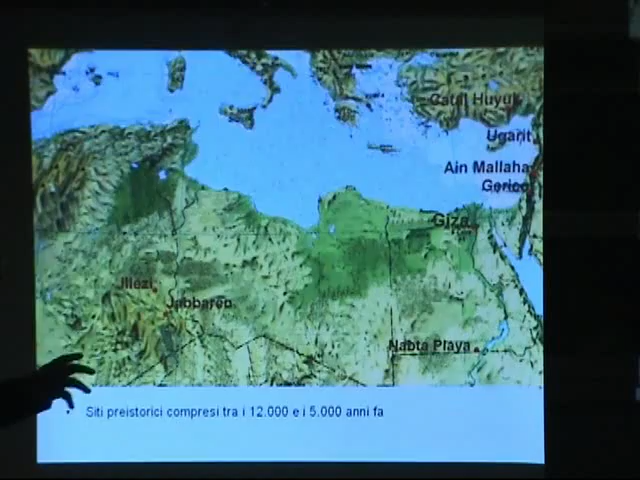 Catal Huyuk
Ugarit
Ain Mallaha
Gerico
Giza
Illezi
Jabbaren
Nabta Playa
Siti preistorici compresi tra i 12.000 e i 5.000 anni fa